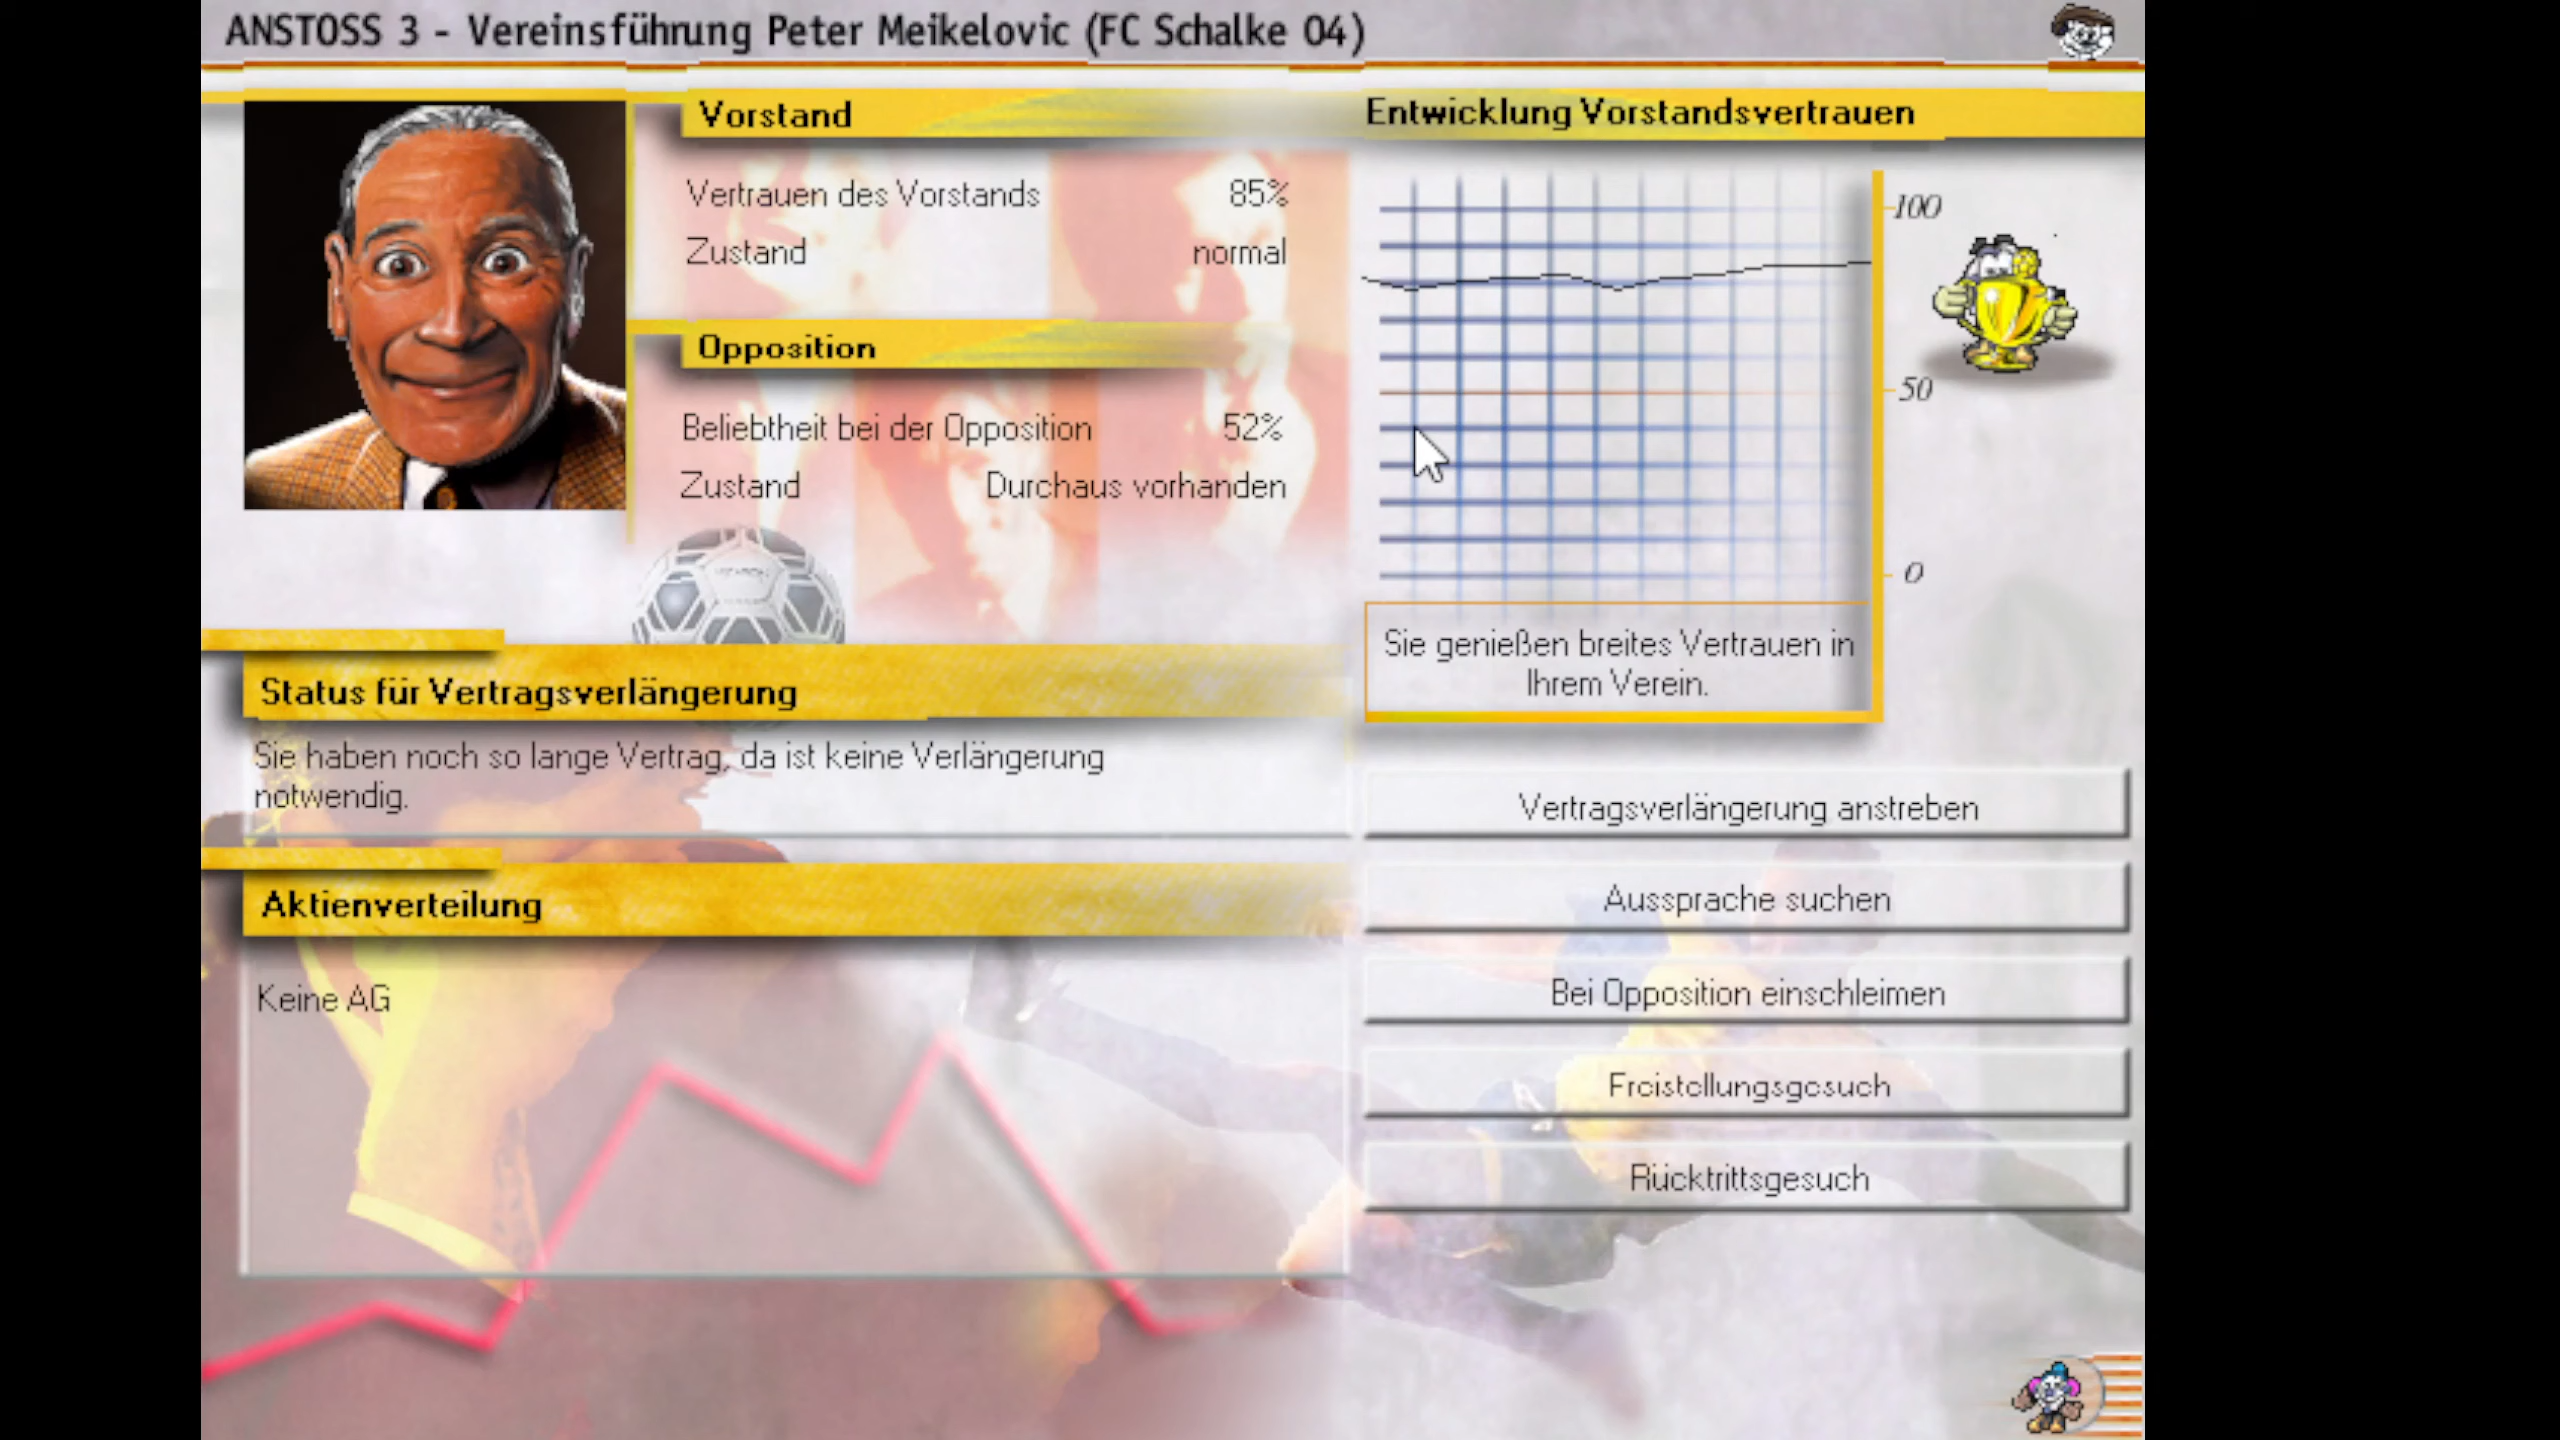 ANSTOSS 3 - Vereinsführung Peter Meikelovic (FC Schalke 04)
Vorstand
Vertrauen des Vorstands 85%
Zustand normal
Opposition
Beliebtheit bei der Opposition 52%
Zustand Durchaus vorhanden
Entwicklung Vorstandsvertrauen
100
50
0
Sie genießen breites Vertrauen in
Ihrem Verein.
Status für Vertragsverlängerung
Sie haben noch so lange Vertrag, da ist keine Verlängerung
notwendig.
Aktienverteilung
Keine AG
Vertragsverlängerung anstreben
Aussprache suchen
Bei Opposition einschleimen
Freistellungsgesuch
Rücktrittsgesuch